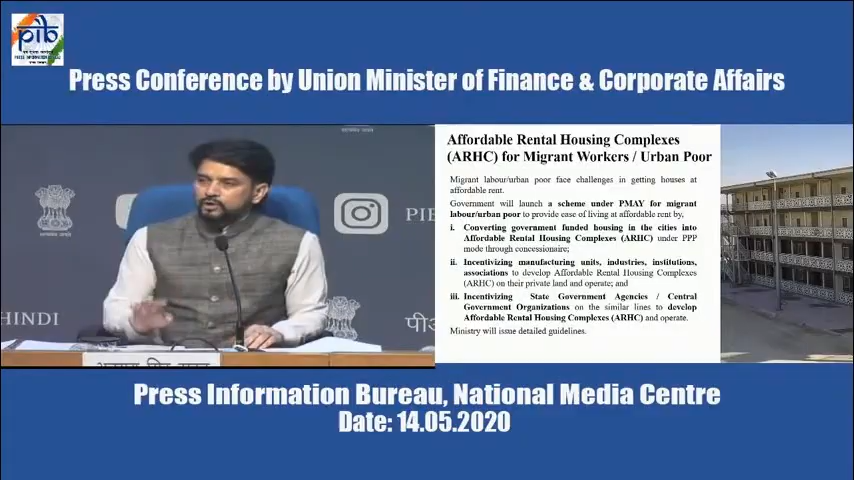 pib
Press Conference by Union Minister of Finance & Corporate Affairs
HINDI
PIB
पीआ
Affordable Rental Housing Complexes
(ARHC) for Migrant Workers / Urban Poor
Migrant labour/urban poor face challenges in getting houses at
affordable rent.
Government will launch a scheme under PMAY for migrant
labour/urban poor to provide ease of living at affordable rent by,
i. Converting government funded housing in the cities into
Affordable Rental Housing Complexes (ARHC) under PPP
mode through concessionaire;
ii. Incentivizing manufacturing units, industries, institutions,
associations to develop Affordable Rental Housing Complexes
(ARHC) on their private land and operate; and
iii. Incentivizing State Government Agencies / Central
Government Organizations on the similar lines to develop
Affordable Rental Housing Complexes (ARHC) and operate.
Ministry will issue detailed guidelines.
Press Information Bureau, National Media Centre
Date: 14.05.2020